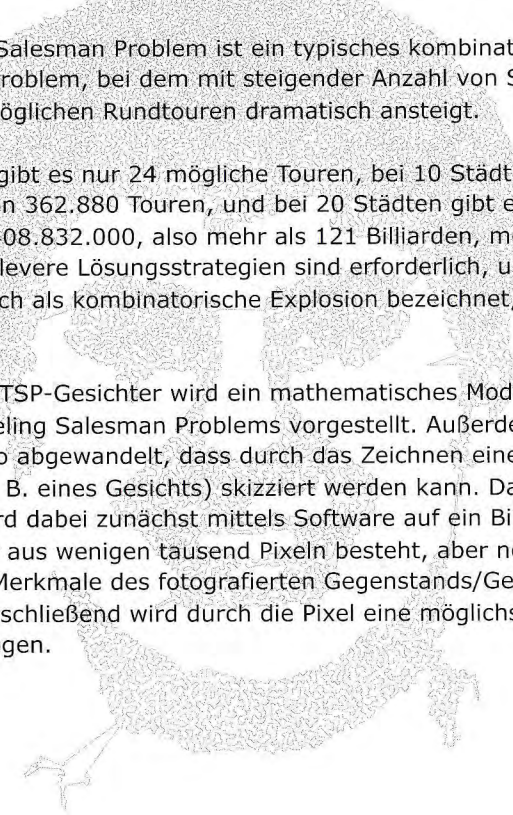 Salesman Problem ist ein typisches kombinat
roblem, bei dem mit steigender Anzahl von S
öglichen Rundtouren dramatisch ansteigt.
gibt es nur 24 mögliche Touren, bei 10 Städt
n 362.880 Touren, und bei 20 Städten gibt e
08.832.000, also mehr als 121 Billiarden, m
levere Lösungsstrategien sind erforderlich, u
ch als kombinatorische Explosion bezeichnet,
TSP-Gesichter wird ein mathematisches Mod
eling Salesman Problems vorgestellt. Außerde
o abgewandelt, dass durch das Zeichnen eine
B. eines Gesichts) skizziert werden kann. Da
rd dabei zunächst mittels Software auf ein Bi
aus wenigen tausend Pixeln besteht, aber n
Merkmale des fotografierten Gegenstands/Ge
schließend wird durch die Pixel eine möglichs
gen.